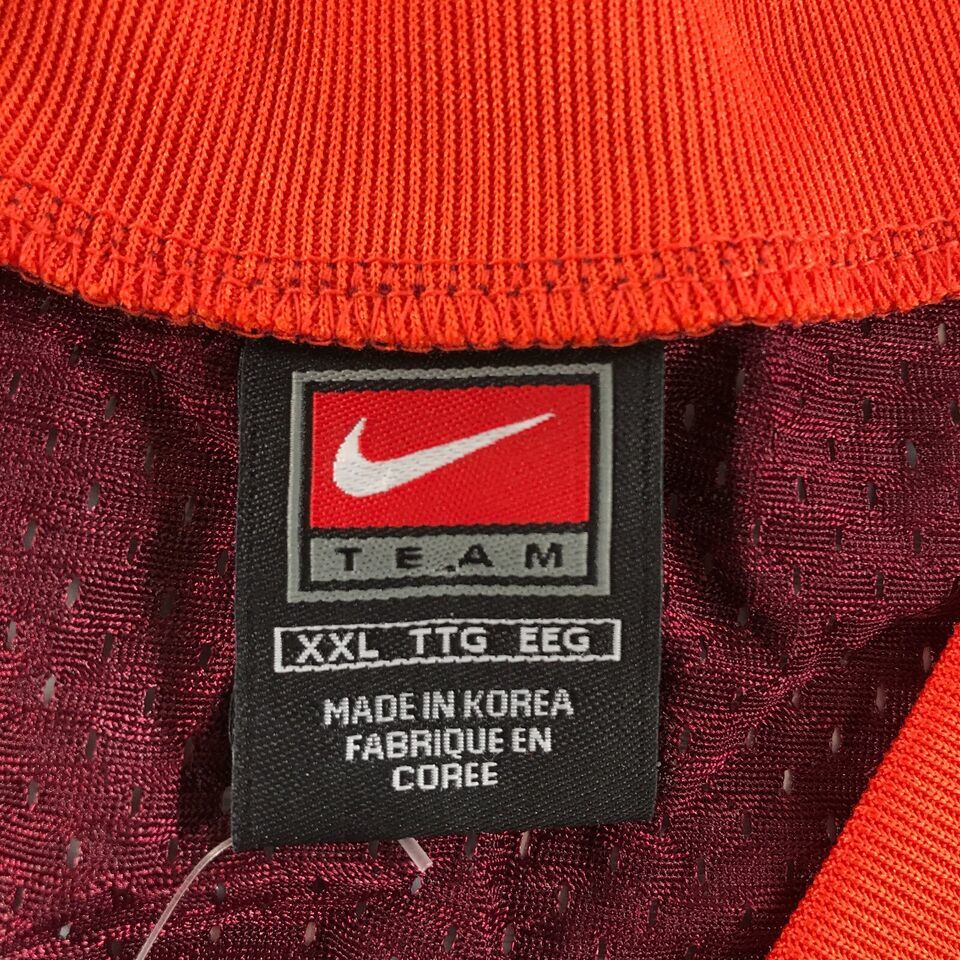 TEAM
XXL TTG EEG
MADE IN KOREA
FABRIQUE EN
COREE